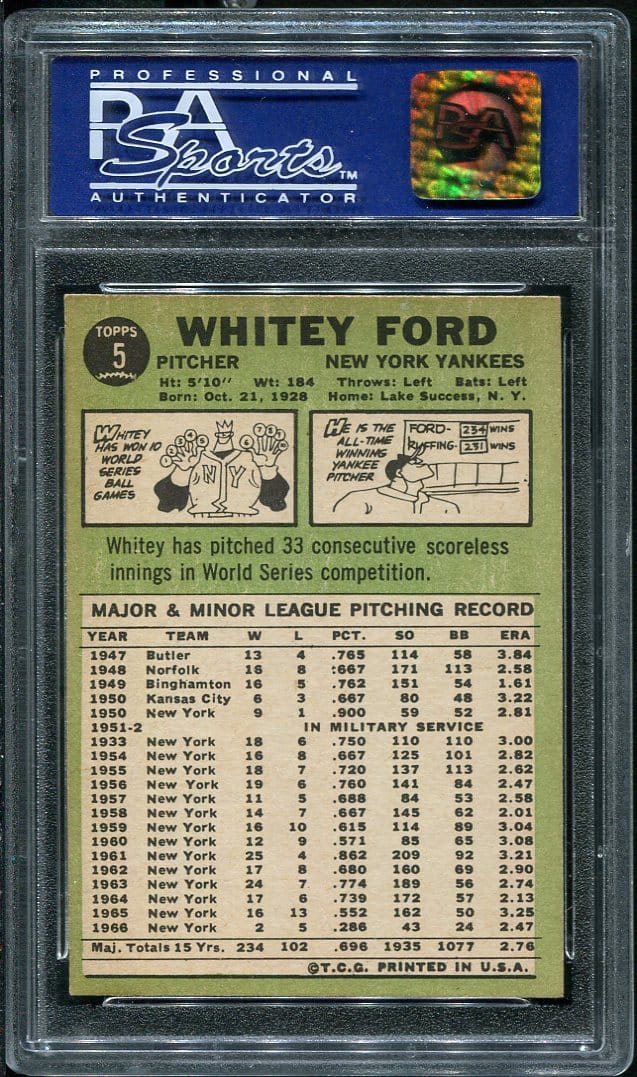 PROFESSIONAL
PSA
Sports™
AUTHENTICATOR
PSA
TOPPS
5
WHITEY FORD
PITCHER NEW YORK YANKEES
Ht: 5'10" Wt: 184 Throws: Left Bats: Left
Born: Oct. 21, 1928 Home: Lake Success, N. Y.
WHITEY
HAS WON 10
WORLD
SERIES
BALL
GAMES
NY
HE IS THE
ALL-TIME
WINNING
YANKEE
PITCHER
FORD- 234 WINS
RUFFING- 231 WINS
Whitey has pitched 33 consecutive scoreless
innings in World Series competition.
MAJOR & MINOR LEAGUE PITCHING RECORD
YEAR TEAM W L PCT. SO BB ERA
1947 Butler 13 4 .765 114 58 3.84
1948 Norfolk 16 8 .667 171 113 2.58
1949 Binghamton 16 5 .762 151 54 1.61
1950 Kansas City 6 3 .667 80 48 3.22
1950 New York 9 1 .900 59 52 2.81
1951-2 IN MILITARY SERVICE
1933 New York 18 6 .750 110 110 3.00
1954 New York 16 8 .667 125 101 2.82
1955 New York 18 7 .720 137 113 2.62
1956 New York 19 6 .760 141 84 2.47
1957 New York 11 5 .688 84 53 2.58
1958 New York 14 7 .667 145 62 2.01
1959 New York 16 10 .615 114 89 3.04
1960 New York 12 9 .571 85 65 3.08
1961 New York 25 4 .862 209 92 3.21
1962 New York 17 8 .680 160 69 2.90
1963 New York 24 7 .774 189 56 2.74
1964 New York 17 6 .739 172 57 2.13
1965 New York 16 13 .552 162 50 3.25
1966 New York 2 5 .286 43 24 2.47
Maj. Totals 15 Yrs. 234 102 .696 1935 1077 2.76
©T.C.G. PRINTED IN U.S.A.